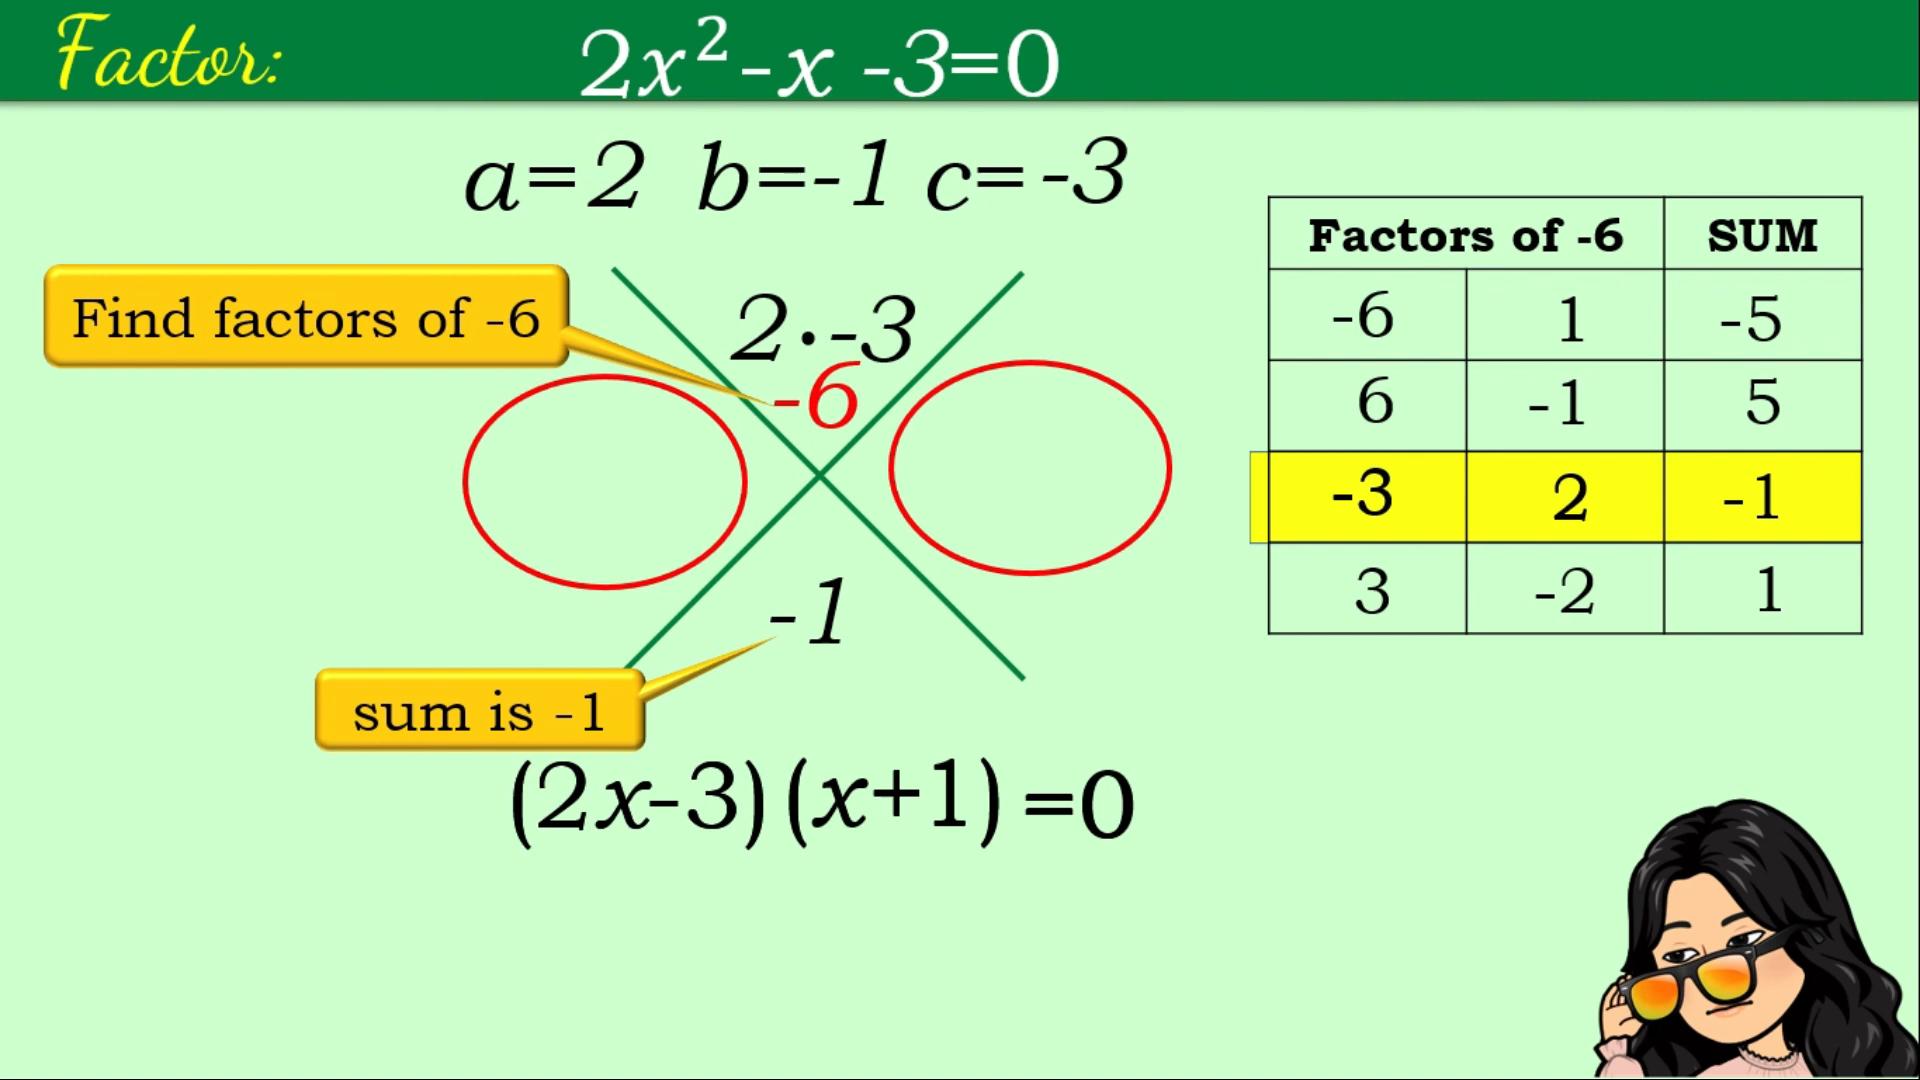 Factor: 2x²-x -3=0
a=2 b=-1 c=-3
Find factors of -6
2·-3
-6
-1
sum is -1
(2x-3)(x+1)=0
Factors of -6 SUM
-6 1 -5
6 -1 5
-3 2 -1
3 -2 1